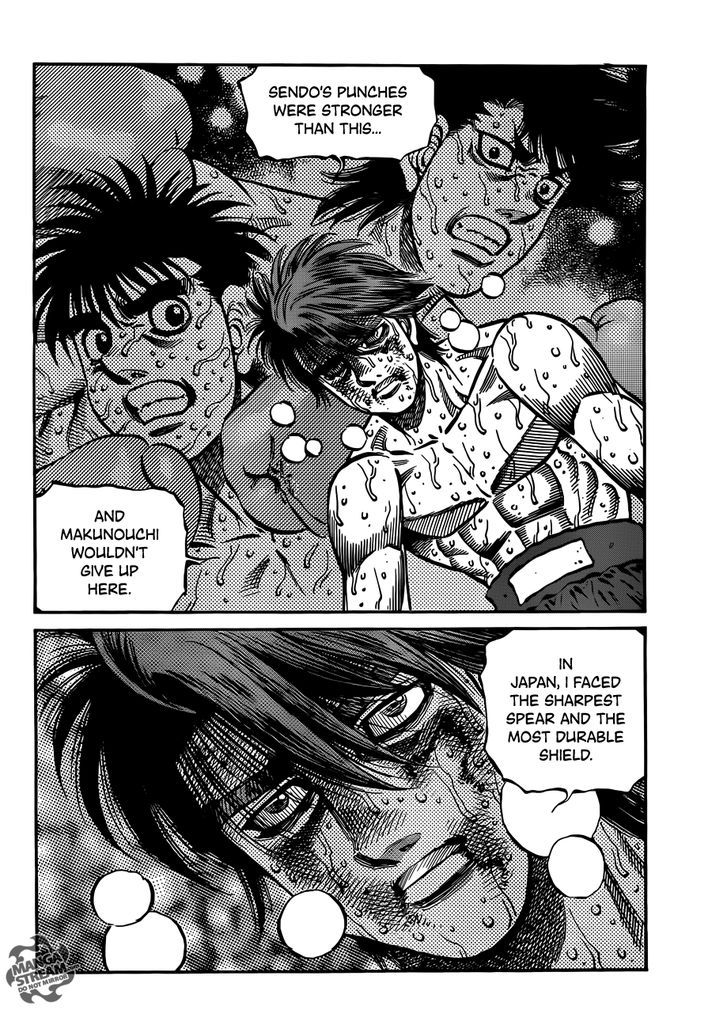 SENDO'S PUNCHES
WERE STRONGER
THAN THIS...
AND
MAKUNOUCHI
WOULDN'T
GIVE UP
HERE.
IN
JAPAN, I FACED
THE SHARPEST
SPEAR AND THE
MOST DURABLE
SHIELD.
MANGA
STREAM
DO NOT MIRROR